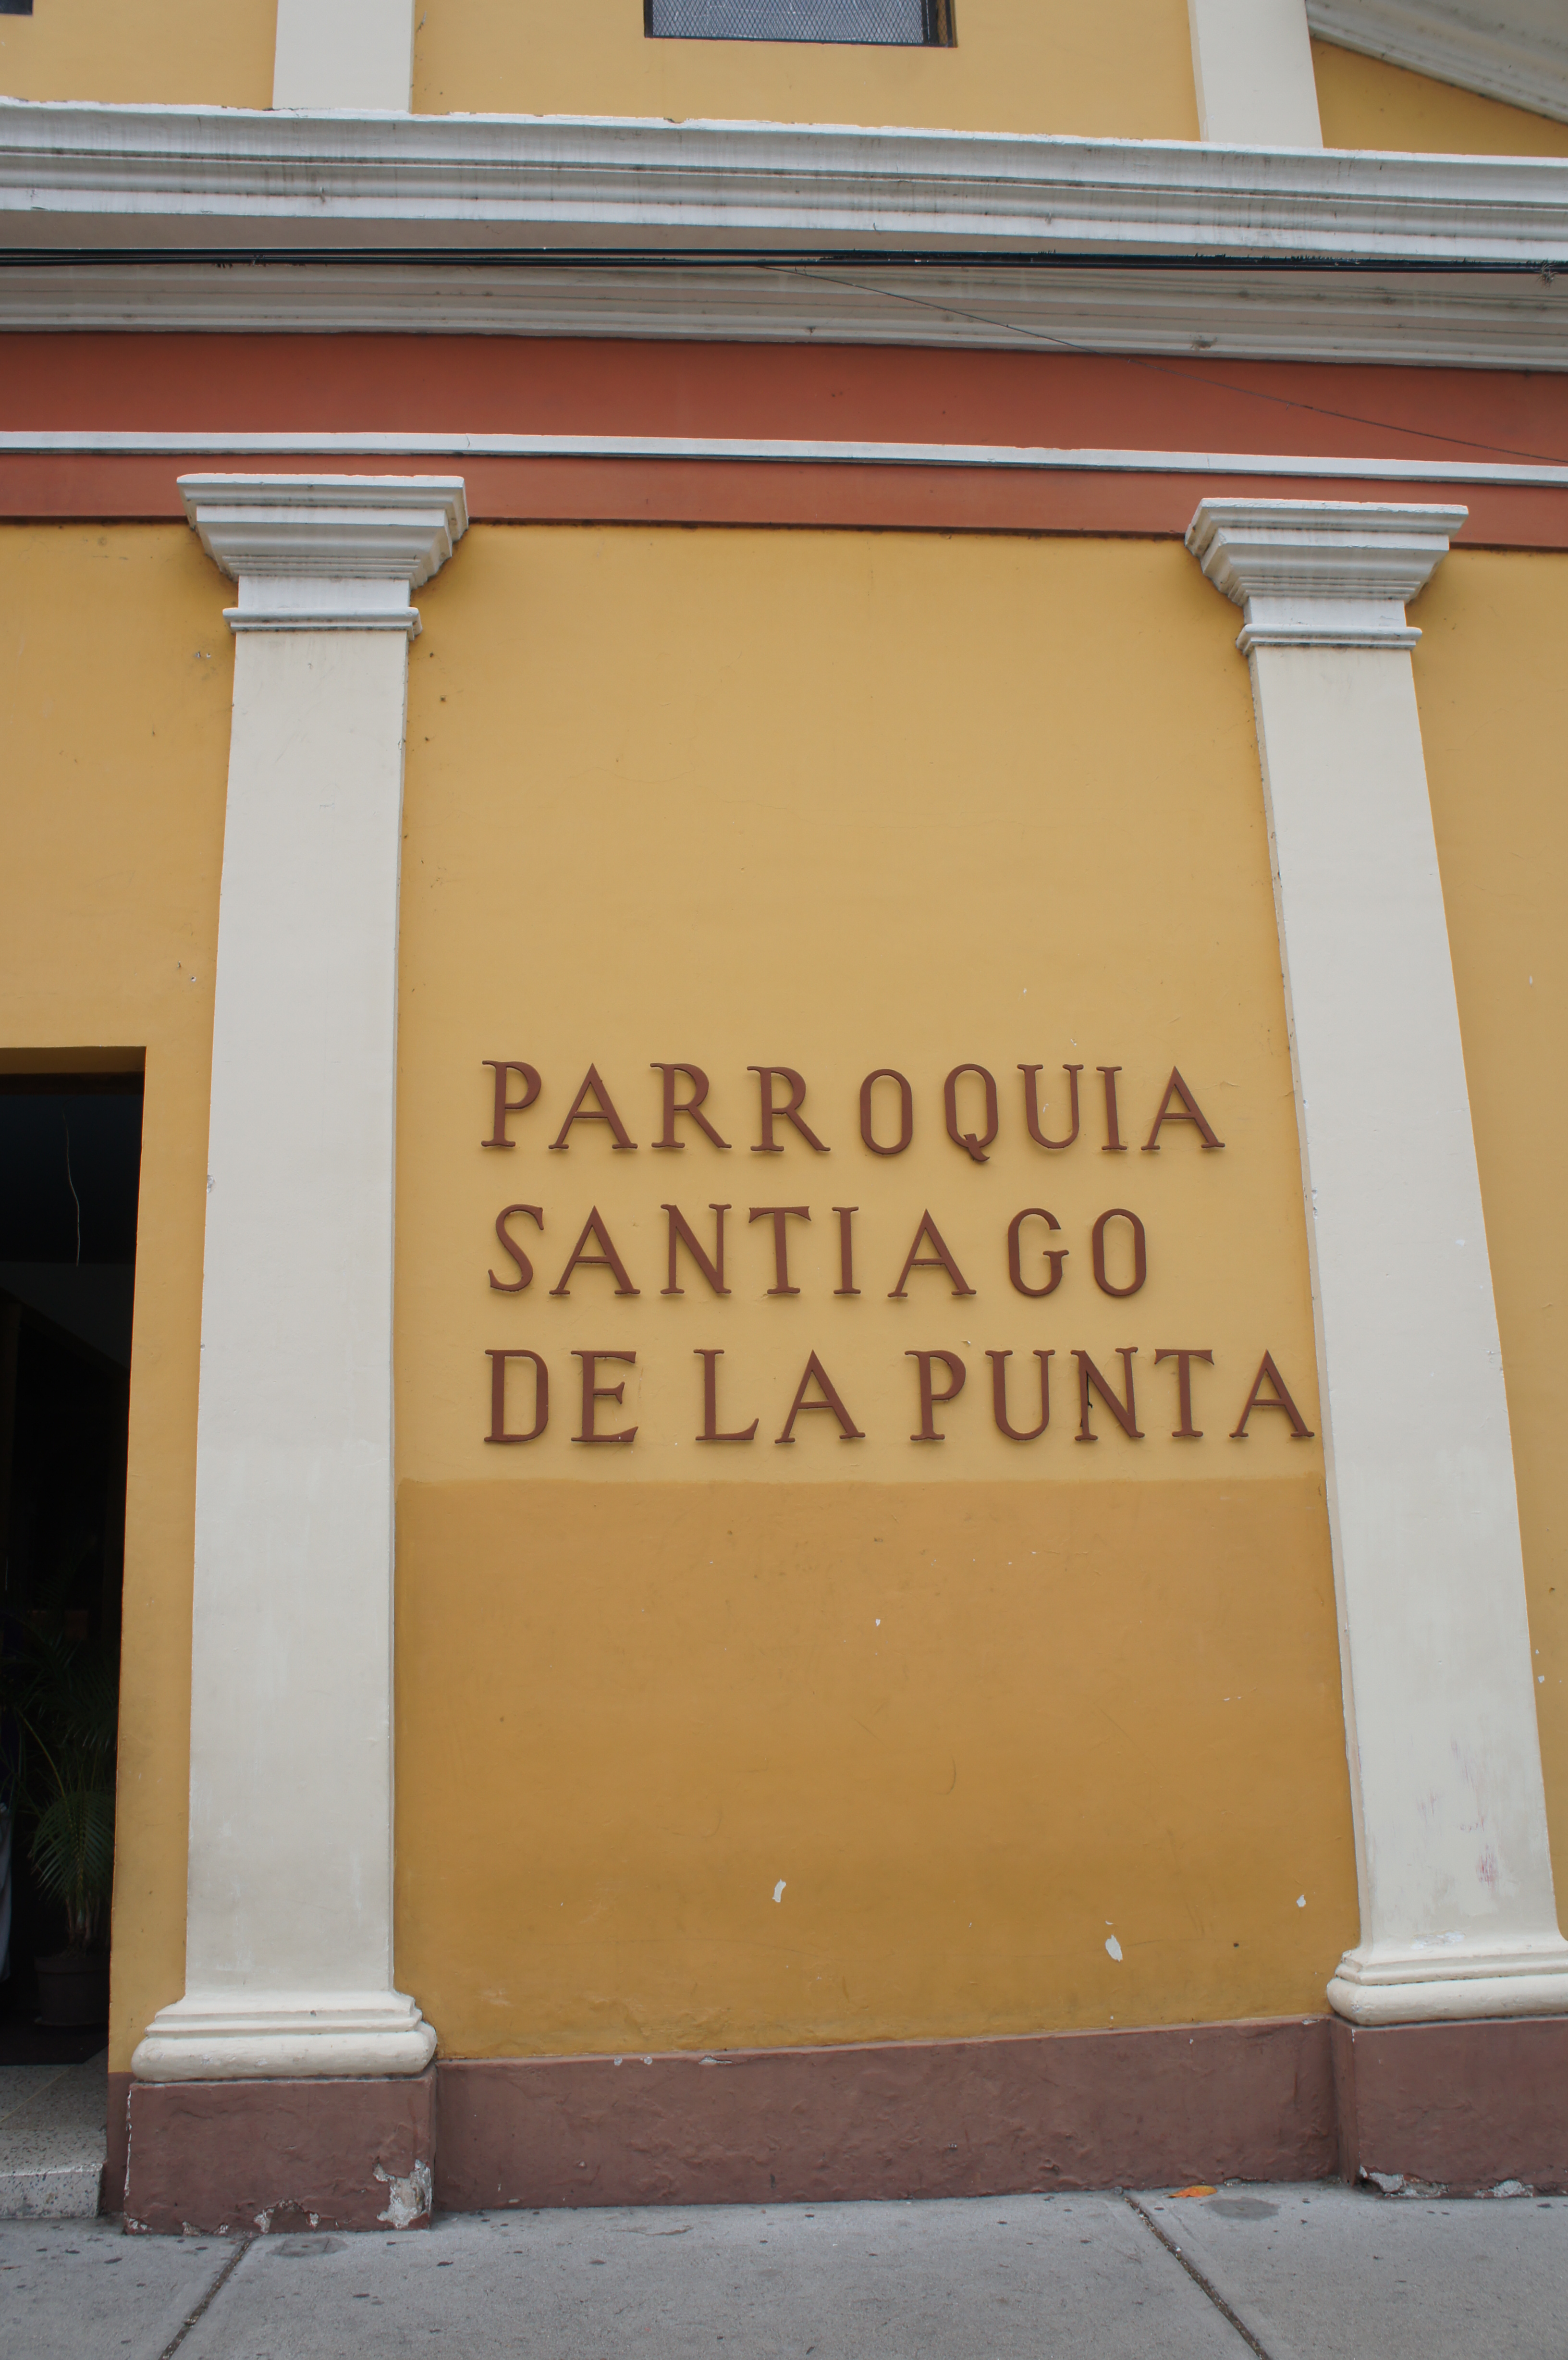 PARROQUIA
SANTIAGO
DE LA PUNTA